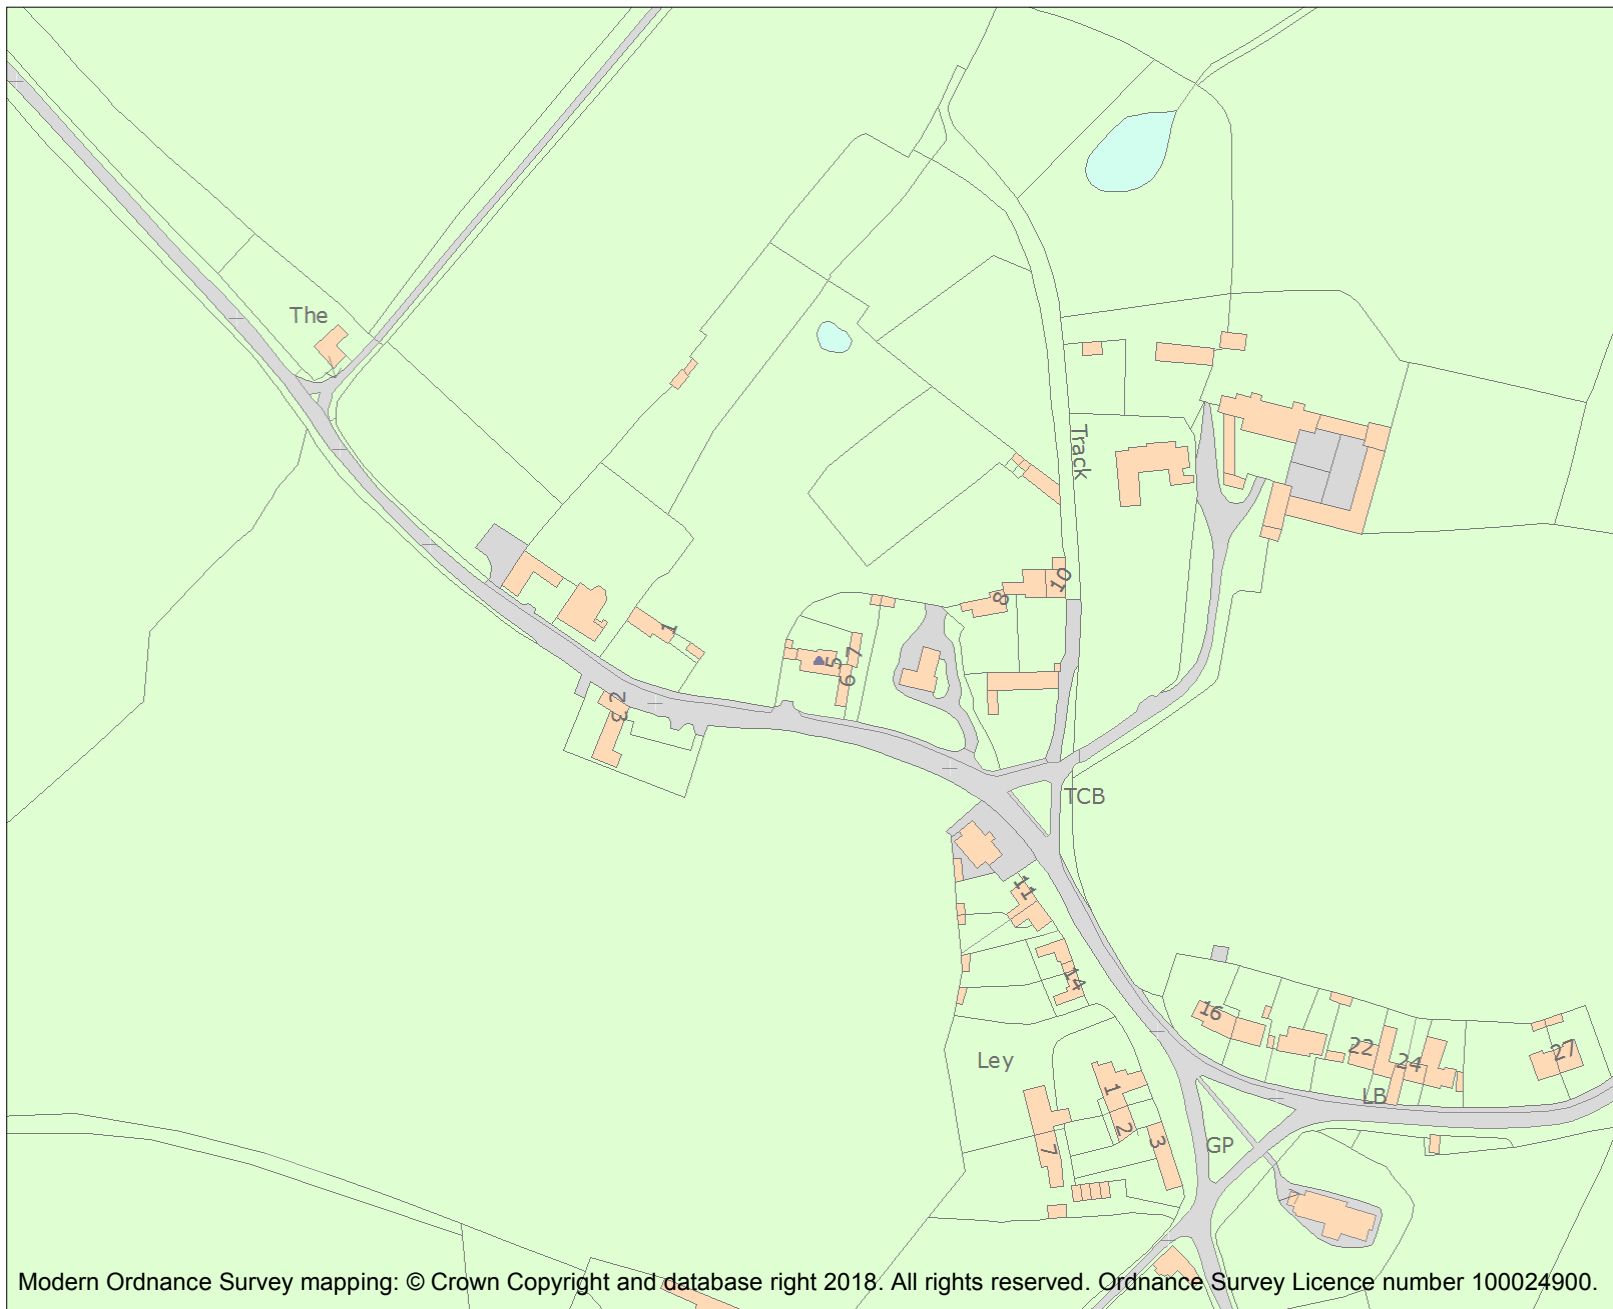 The
Track
10
8
1
7
5
6
2
3
TCB
11
14
16
22
24
27
Ley
LB
1
2
3
GP
7
Modern Ordnance Survey mapping: © Crown Copyright and database right 2018. All rights reserved. Ordnance Survey Licence number 100024900.